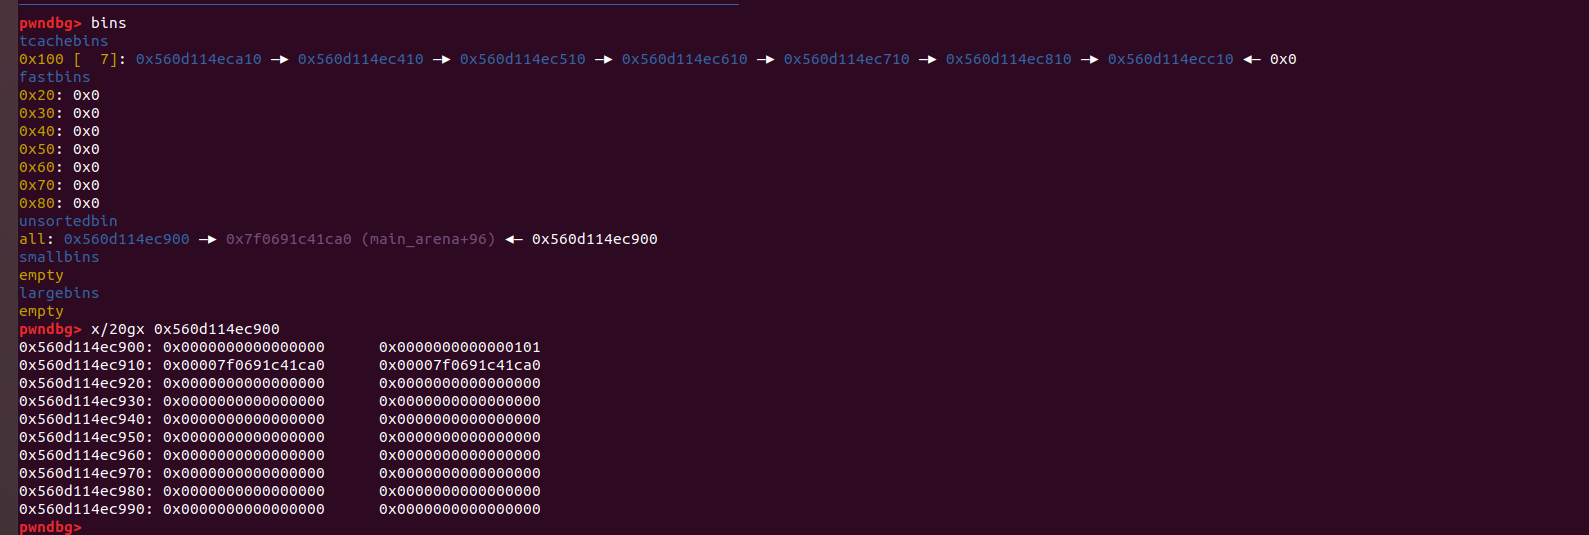 pwndbg> bins
tcachebins
0x100 [  7]: 0x560d114eca10 —▸ 0x560d114ec410 —▸ 0x560d114ec510 —▸ 0x560d114ec610 —▸ 0x560d114ec710 —▸ 0x560d114ec810 —▸ 0x560d114ecc10 ◂— 0x0
fastbins
0x20: 0x0
0x30: 0x0
0x40: 0x0
0x50: 0x0
0x60: 0x0
0x70: 0x0
0x80: 0x0
unsortedbin
all: 0x560d114ec900 —▸ 0x7f0691c41ca0 (main_arena+96) ◂— 0x560d114ec900
smallbins
empty
largebins
empty
pwndbg> x/20gx 0x560d114ec900
0x560d114ec900: 0x0000000000000000      0x0000000000000101
0x560d114ec910: 0x00007f0691c41ca0      0x00007f0691c41ca0
0x560d114ec920: 0x0000000000000000      0x0000000000000000
0x560d114ec930: 0x0000000000000000      0x0000000000000000
0x560d114ec940: 0x0000000000000000      0x0000000000000000
0x560d114ec950: 0x0000000000000000      0x0000000000000000
0x560d114ec960: 0x0000000000000000      0x0000000000000000
0x560d114ec970: 0x0000000000000000      0x0000000000000000
0x560d114ec980: 0x0000000000000000      0x0000000000000000
0x560d114ec990: 0x0000000000000000      0x0000000000000000
pwndbg>